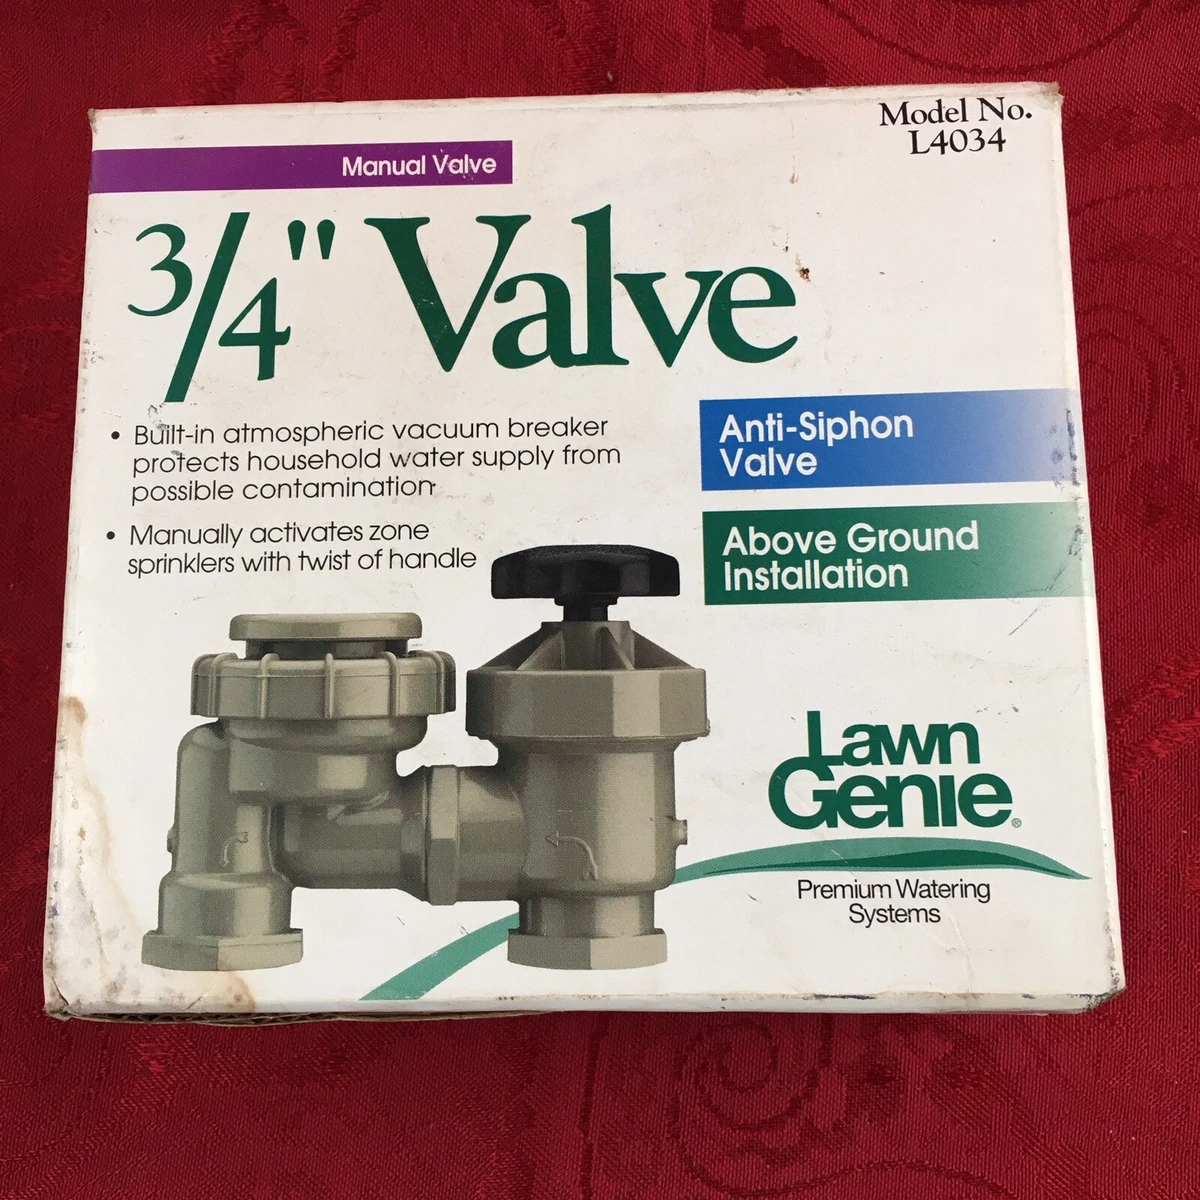 Model No.
L4034
Manual Valve
3/4" Valve
• Built-in atmospheric vacuum breaker
protects household water supply from
possible contamination
• Manually activates zone
sprinklers with twist of handle
Anti-Siphon
Valve
Above Ground
Installation
Lawn
Genie®
Premium Watering
Systems